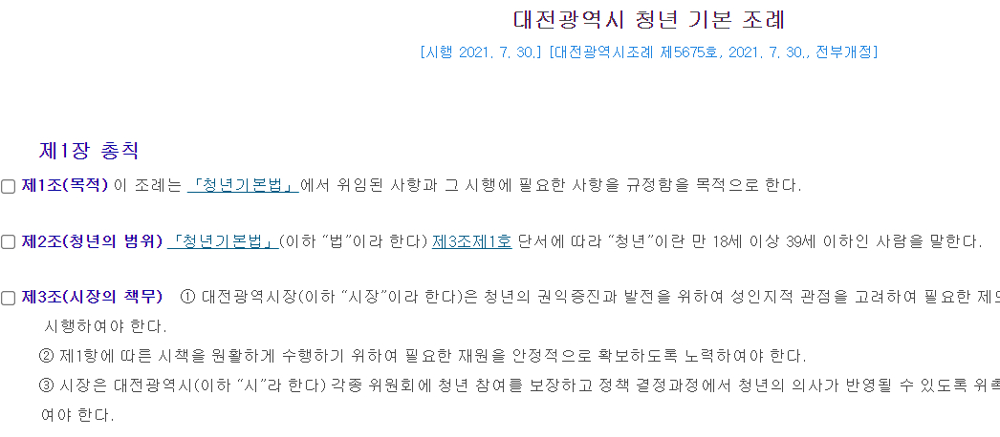 대전광역시 청년 기본 조례
[시행 2021. 7. 30.] [대전광역시조례 제5675호, 2021. 7. 30., 전부개정]
제1장 총칙
제1조(목적) 이 조례는 「청년기본법」에서 위임된 사항과 그 시행에 필요한 사항을 규정함을 목적으로 한다.
제2조(청년의 범위) 「청년기본법」(이하 “법”이라 한다) 제3조제1호 단서에 따라 “청년”이란 만 18세 이상 39세 이하인 사람을 말한다.
제3조(시장의 책무) ① 대전광역시장(이하 “시장”이라 한다)은 청년의 권익증진과 발전을 위하여 성인지적 관점을 고려하여 필요한
시행하여야 한다.
② 제1항에 따른 시책을 원활하게 수행하기 위하여 필요한 재원을 안정적으로 확보하도록 노력하여야 한다.
③ 시장은 대전광역시(이하 “시”라 한다) 각종 위원회에 청년 참여를 보장하고 정책 결정과정에서 청년의 의사가 반영될 수 있도록
여야 한다.